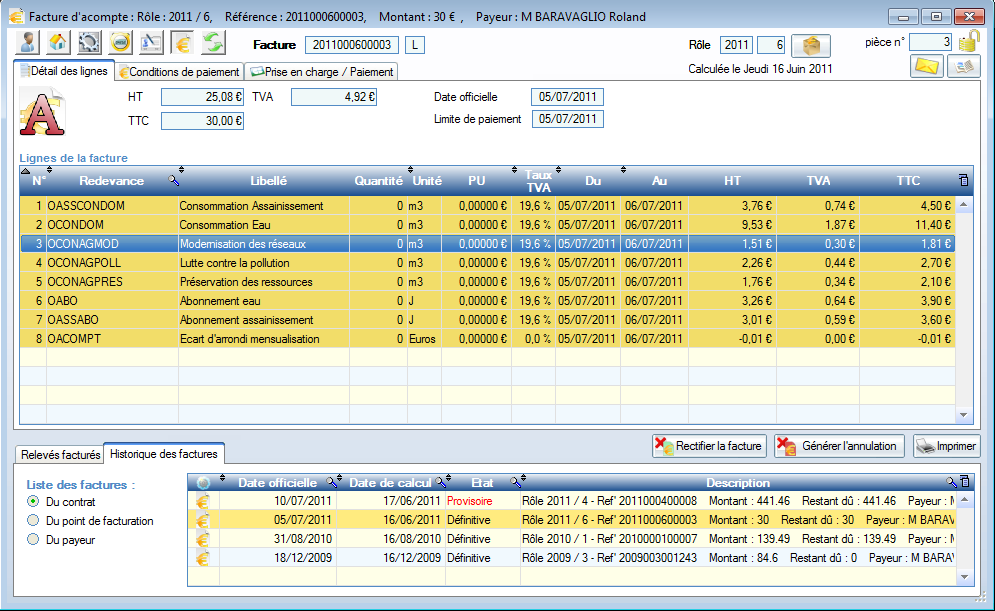 Facture d'acompte : Rôle : 2011 / 6, Référence : 2011000600003, Montant : 30 € , Payeur : M BARAVAGLIO Roland
Facture 2011000600003 L Rôle 2011 6 pièce n° 3
Calculée le Jeudi 16 Juin 2011
Détail des lignes Conditions de paiement Prise en charge / Paiement
HT 25,08 € TVA 4,92 € Date officielle 05/07/2011
TTC 30,00 € Limite de paiement 05/07/2011
Lignes de la facture
N° Redevance Libellé Quantité Unité PU Taux TVA Du Au HT TVA TTC
1 OASSCONDOM Consommation Assainissement 0 m3 0,00000 € 19,6 % 05/07/2011 06/07/2011 3,76 € 0,74 € 4,50 €
2 OCONDOM Consommation Eau 0 m3 0,00000 € 19,6 % 05/07/2011 06/07/2011 9,53 € 1,87 € 11,40 €
3 OCONAGMOD Modernisation des réseaux 0 m3 0,00000 € 19,6 % 05/07/2011 06/07/2011 1,51 € 0,30 € 1,81 €
4 OCONAGPOLL Lutte contre la pollution 0 m3 0,00000 € 19,6 % 05/07/2011 06/07/2011 2,26 € 0,44 € 2,70 €
5 OCONAGPRES Préservation des ressources 0 m3 0,00000 € 19,6 % 05/07/2011 06/07/2011 1,76 € 0,34 € 2,10 €
6 OABO Abonnement eau 0 J 0,00000 € 19,6 % 05/07/2011 06/07/2011 3,26 € 0,64 € 3,90 €
7 OASSABO Abonnement assainissement 0 J 0,00000 € 19,6 % 05/07/2011 06/07/2011 3,01 € 0,59 € 3,60 €
8 OACOMPT Ecart d'arrondi mensualisation 0 Euros 0,00000 € 0,0 % 05/07/2011 06/07/2011 -0,01 € 0,00 € -0,01 €
Rectifier la facture Générer l'annulation Imprimer
Relevés facturés Historique des factures
Liste des factures :
Du contrat
Du point de facturation
Du payeur
Date officielle Date de calcul Etat Description
10/07/2011 17/06/2011 Provisoire Rôle 2011 / 4 - Ref' 2011000400008 Montant : 441.46 Restant dû : 441.46 Payeur : M
05/07/2011 16/06/2011 Définitive Rôle 2011 / 6 - Ref' 2011000600003 Montant : 30 Restant dû : 30 Payeur : M BARAV
31/08/2010 16/08/2010 Définitive Rôle 2010 / 1 - Ref' 2010000100007 Montant : 139.49 Restant dû : 139.49 Payeur : M
18/12/2009 16/12/2009 Définitive Rôle 2009 / 3 - Ref' 2009003001243 Montant : 84.6 Restant dû : 0 Payeur : M BARAV